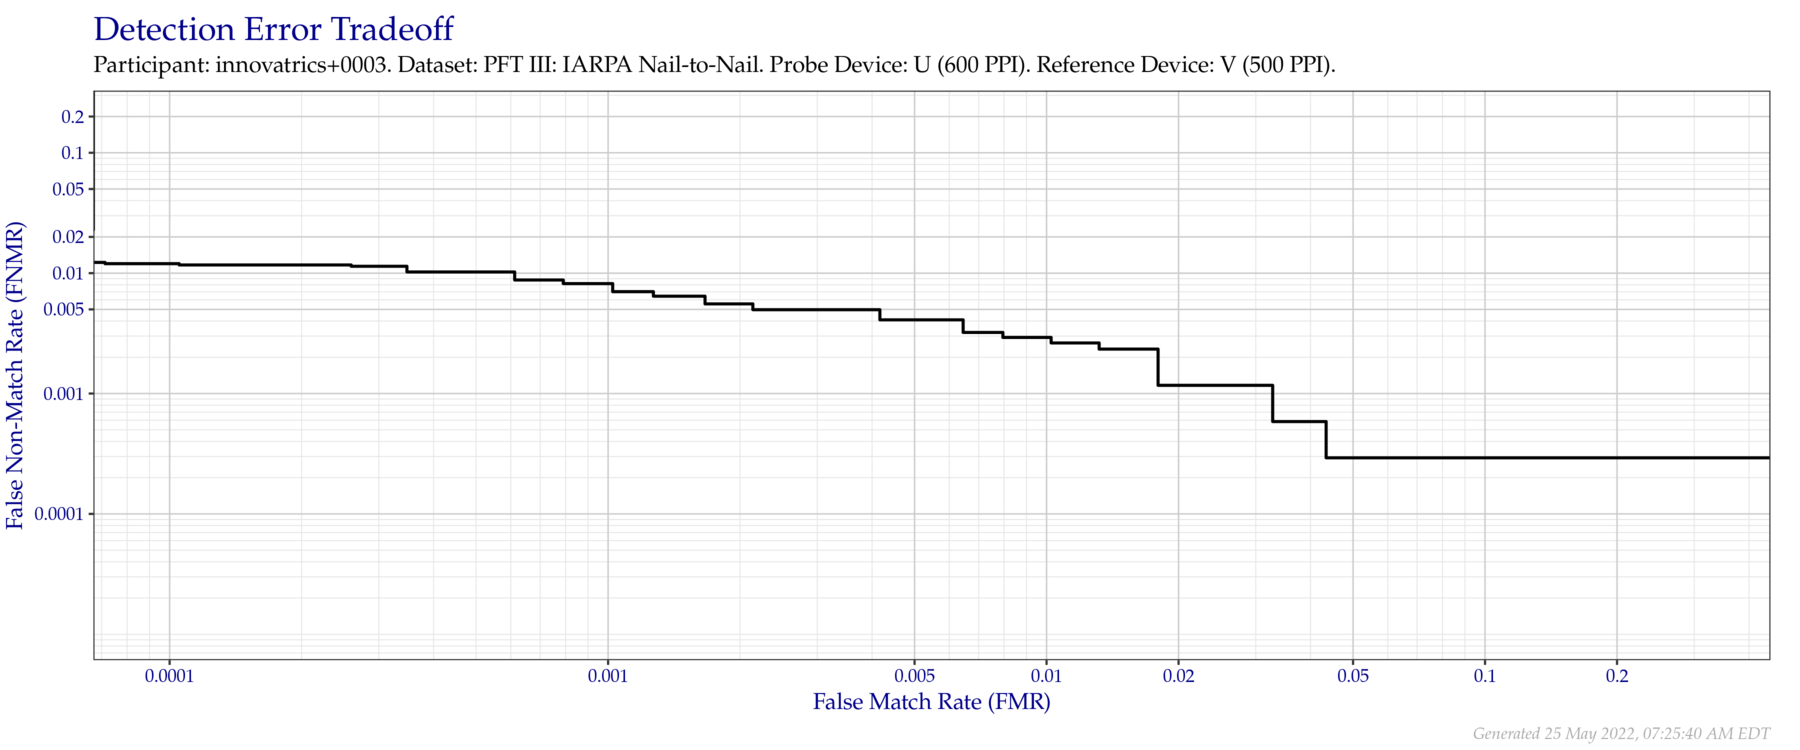 Detection Error Tradeoff
Participant: innovatrics+0003. Dataset: PFT III: IARPA Nail-to-Nail. Probe Device: U (600 PPI). Reference Device: V (500 PPI).
False Non-Match Rate (FNMR)
0.2
0.1
0.05
0.02
0.01
0.005
0.001
0.0001
0.0001 0.001 0.005 0.01 0.02 0.05 0.1 0.2
False Match Rate (FMR)
Generated 25 May 2022, 07:25:40 AM EDT